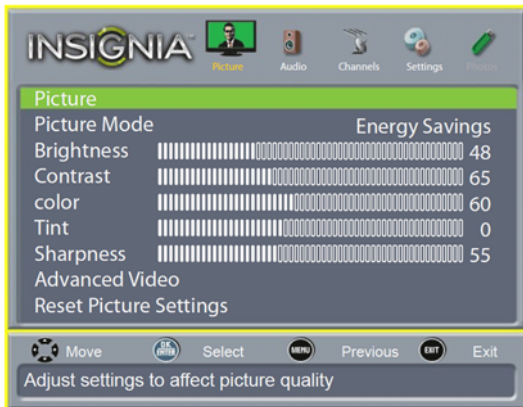 INSIGNIA
Picture Audio Channels Settings Photos
Picture
Picture Mode Energy Savings
Brightness 48
Contrast 65
color 60
Tint 0
Sharpness 55
Advanced Video
Reset Picture Settings
Move OK ENTER Select MENU Previous EXIT Exit
Adjust settings to affect picture quality